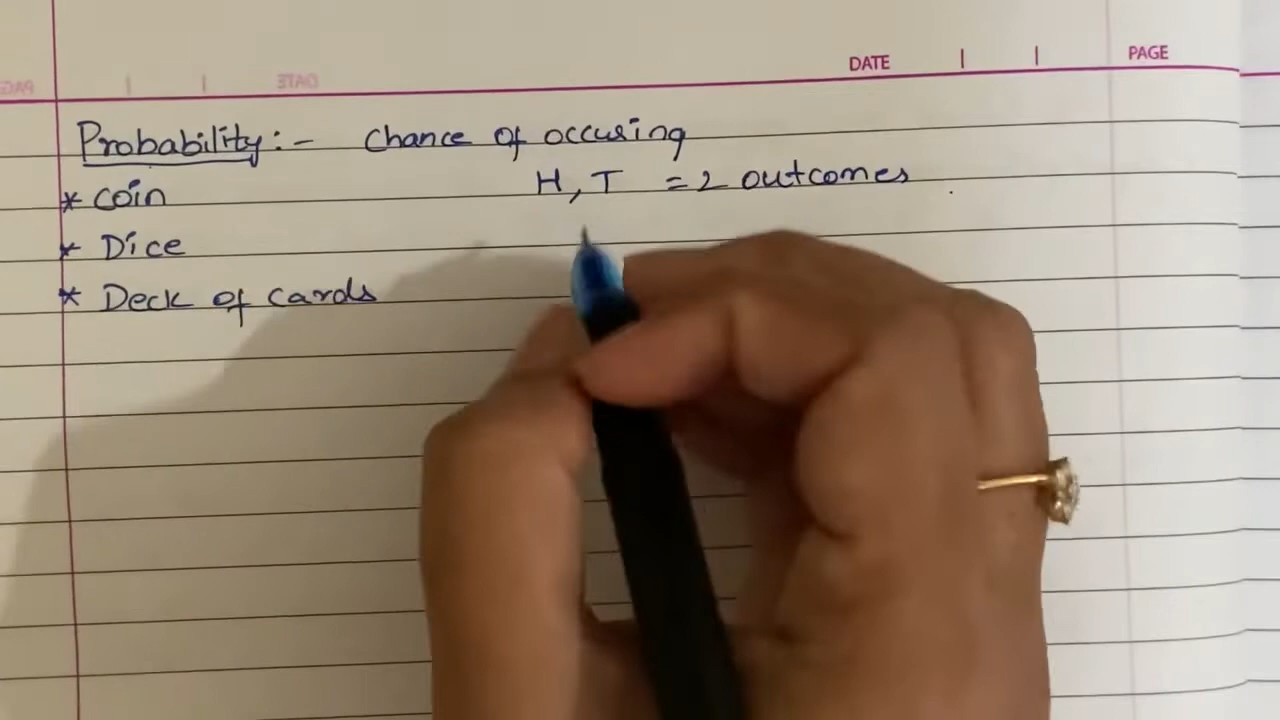 DATE
PAGE
Probability :- Chance of occuring
* coin H, T = 2 outcomes
* Dice
* Deck of cards